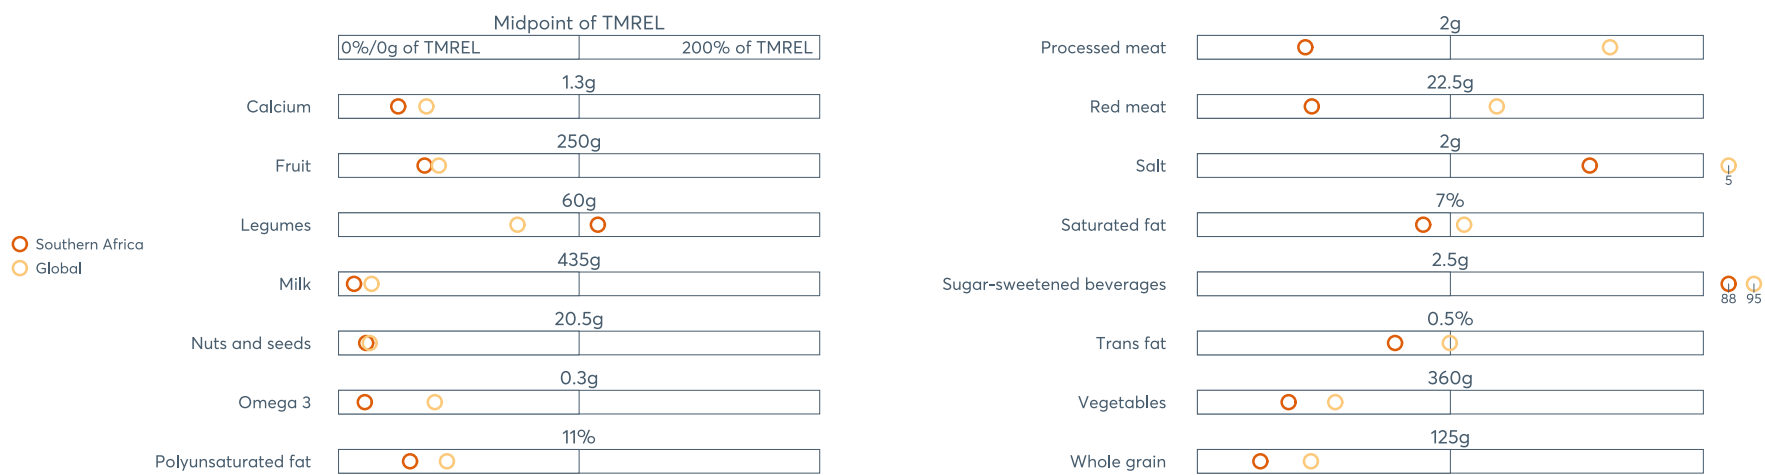 Midpoint of TMREL
0%/0g of TMREL 200% of TMREL
1.3g
Calcium
250g
Fruit
60g
Legumes
435g
Milk
20.5g
Nuts and seeds
0.3g
Omega 3
11%
Polyunsaturated fat
Southern Africa
Global
2g
Processed meat
22.5g
Red meat
2g
Salt
5
7%
Saturated fat
2.5g
Sugar-sweetened beverages
88 95
0.5%
Trans fat
360g
Vegetables
125g
Whole grain